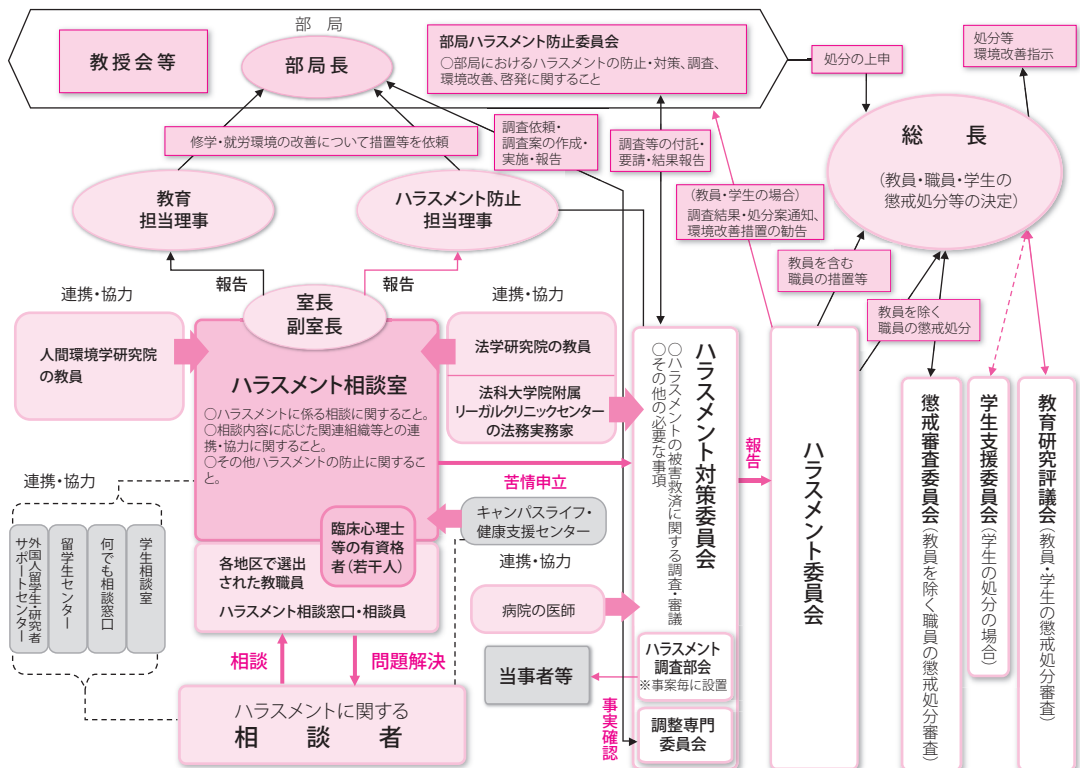 部 局
教授会等
部局長
部局ハラスメント防止委員会
○部局におけるハラスメントの防止・対策、調査、
環境改善、啓発に関すること
処分の上申
処分等
環境改善指示
修学・就労環境の改善について措置等を依頼
調査依頼・
調査案の作成・
実施・報告
調査等の付託・
要請・結果報告
(教員・学生の場合)
調査結果・処分案通知、
環境改善措置の勧告
総 長
(教員・職員・学生の
懲戒処分等の決定)
教育
担当理事
ハラスメント防止
担当理事
教員を含む
職員の措置等
教員を除く
職員の懲戒処分
報告
報告
連携・協力
室長
副室長
連携・協力
人間環境学研究院
の教員
ハラスメント相談室
○ハラスメントに係る相談に関すること。
○相談内容に応じた関連組織等との連
携・協力に関すること。
○その他ハラスメントの防止に関するこ
と。
法学研究院の教員
法科大学院附属
リーガルクリニックセンター
の法務実務家
苦情申立
キャンパスライフ・
健康支援センター
連携・協力
病院の医師
臨床心理士
等の有資格
者(若干人)
各地区で選出
された教職員
ハラスメント相談窓口・相談員
連携・協力
外国人留学生・研究者
サポートセンター
留学生センター
何でも相談窓口
学生相談室
相談
問題解決
ハラスメントに関する
相 談 者
当事者等
事実確認
ハラスメント対策委員会
○ハラスメントの被害救済に関する調査・審議
○その他の必要な事項
ハラスメント
調査部会
※事案毎に設置
調整専門
委員会
報告
ハラスメント委員会
懲戒審査委員会(教員を除く職員の懲戒処分審査)
学生支援委員会(学生の処分の場合)
教育研究評議会(教員・学生の懲戒処分審査)